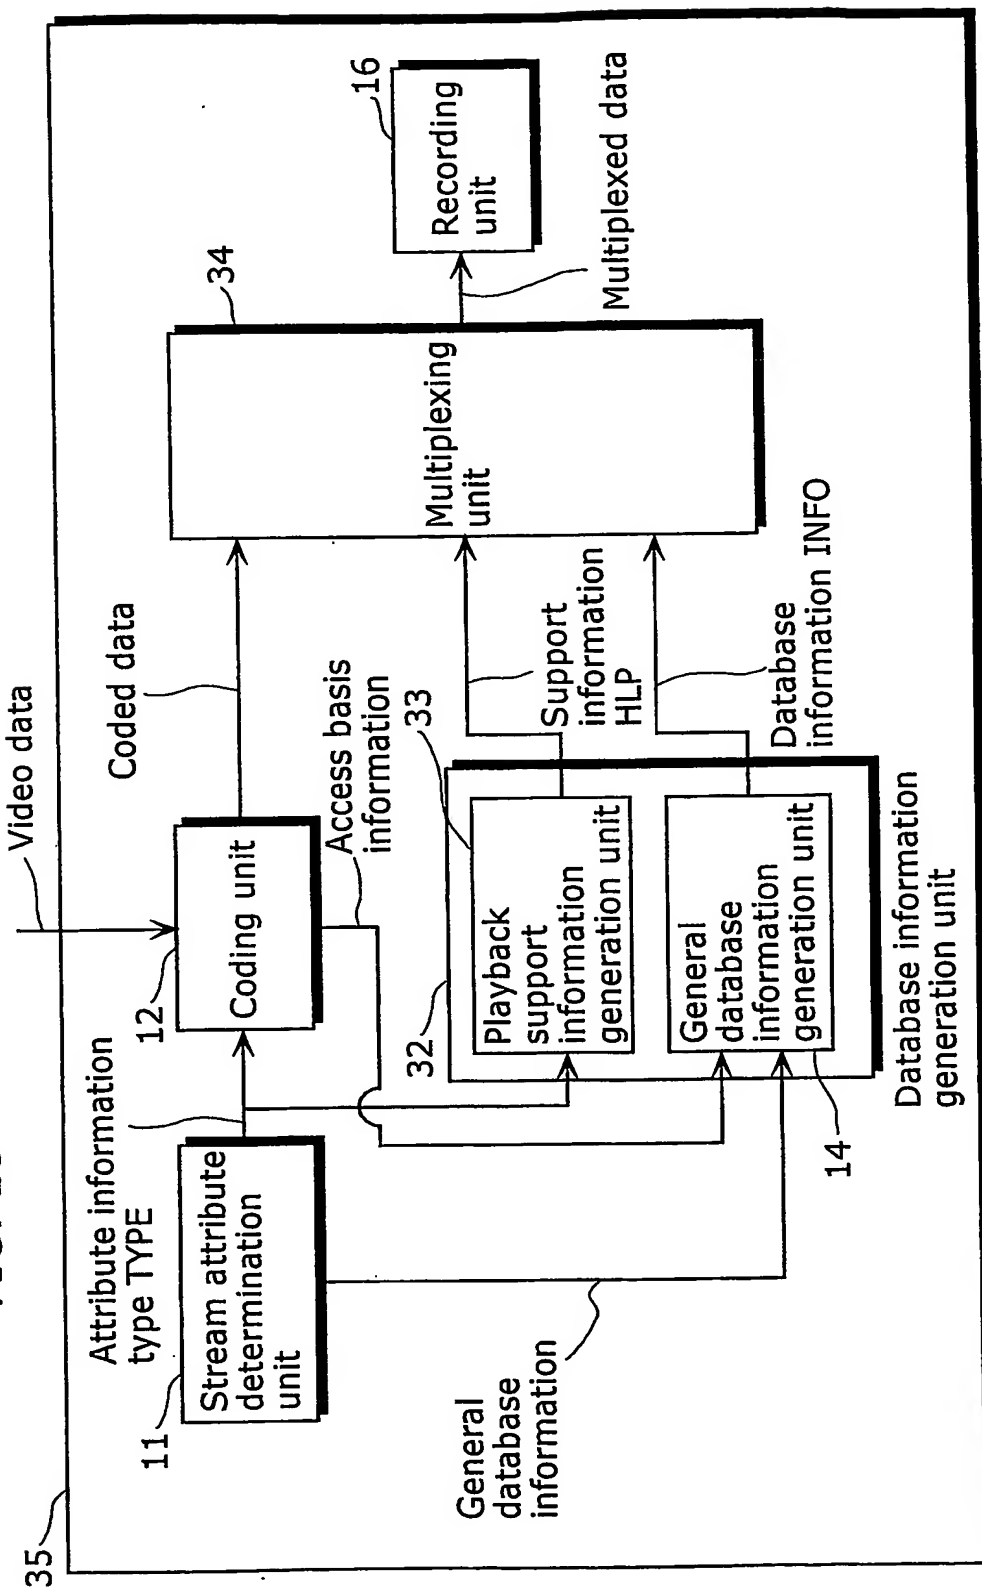 35
Video data
Attribute information
type TYPE
12
Coded data
34
16
11
Stream attribute
determination
unit
Coding unit
Multiplexing
unit
Recording
unit
Multiplexed data
Access basis
information
32
33
Playback
support
information
generation unit
Support
information
HLP
General
database
information
generation unit
14
Database
information INFO
General
database
information
Database information
generation unit